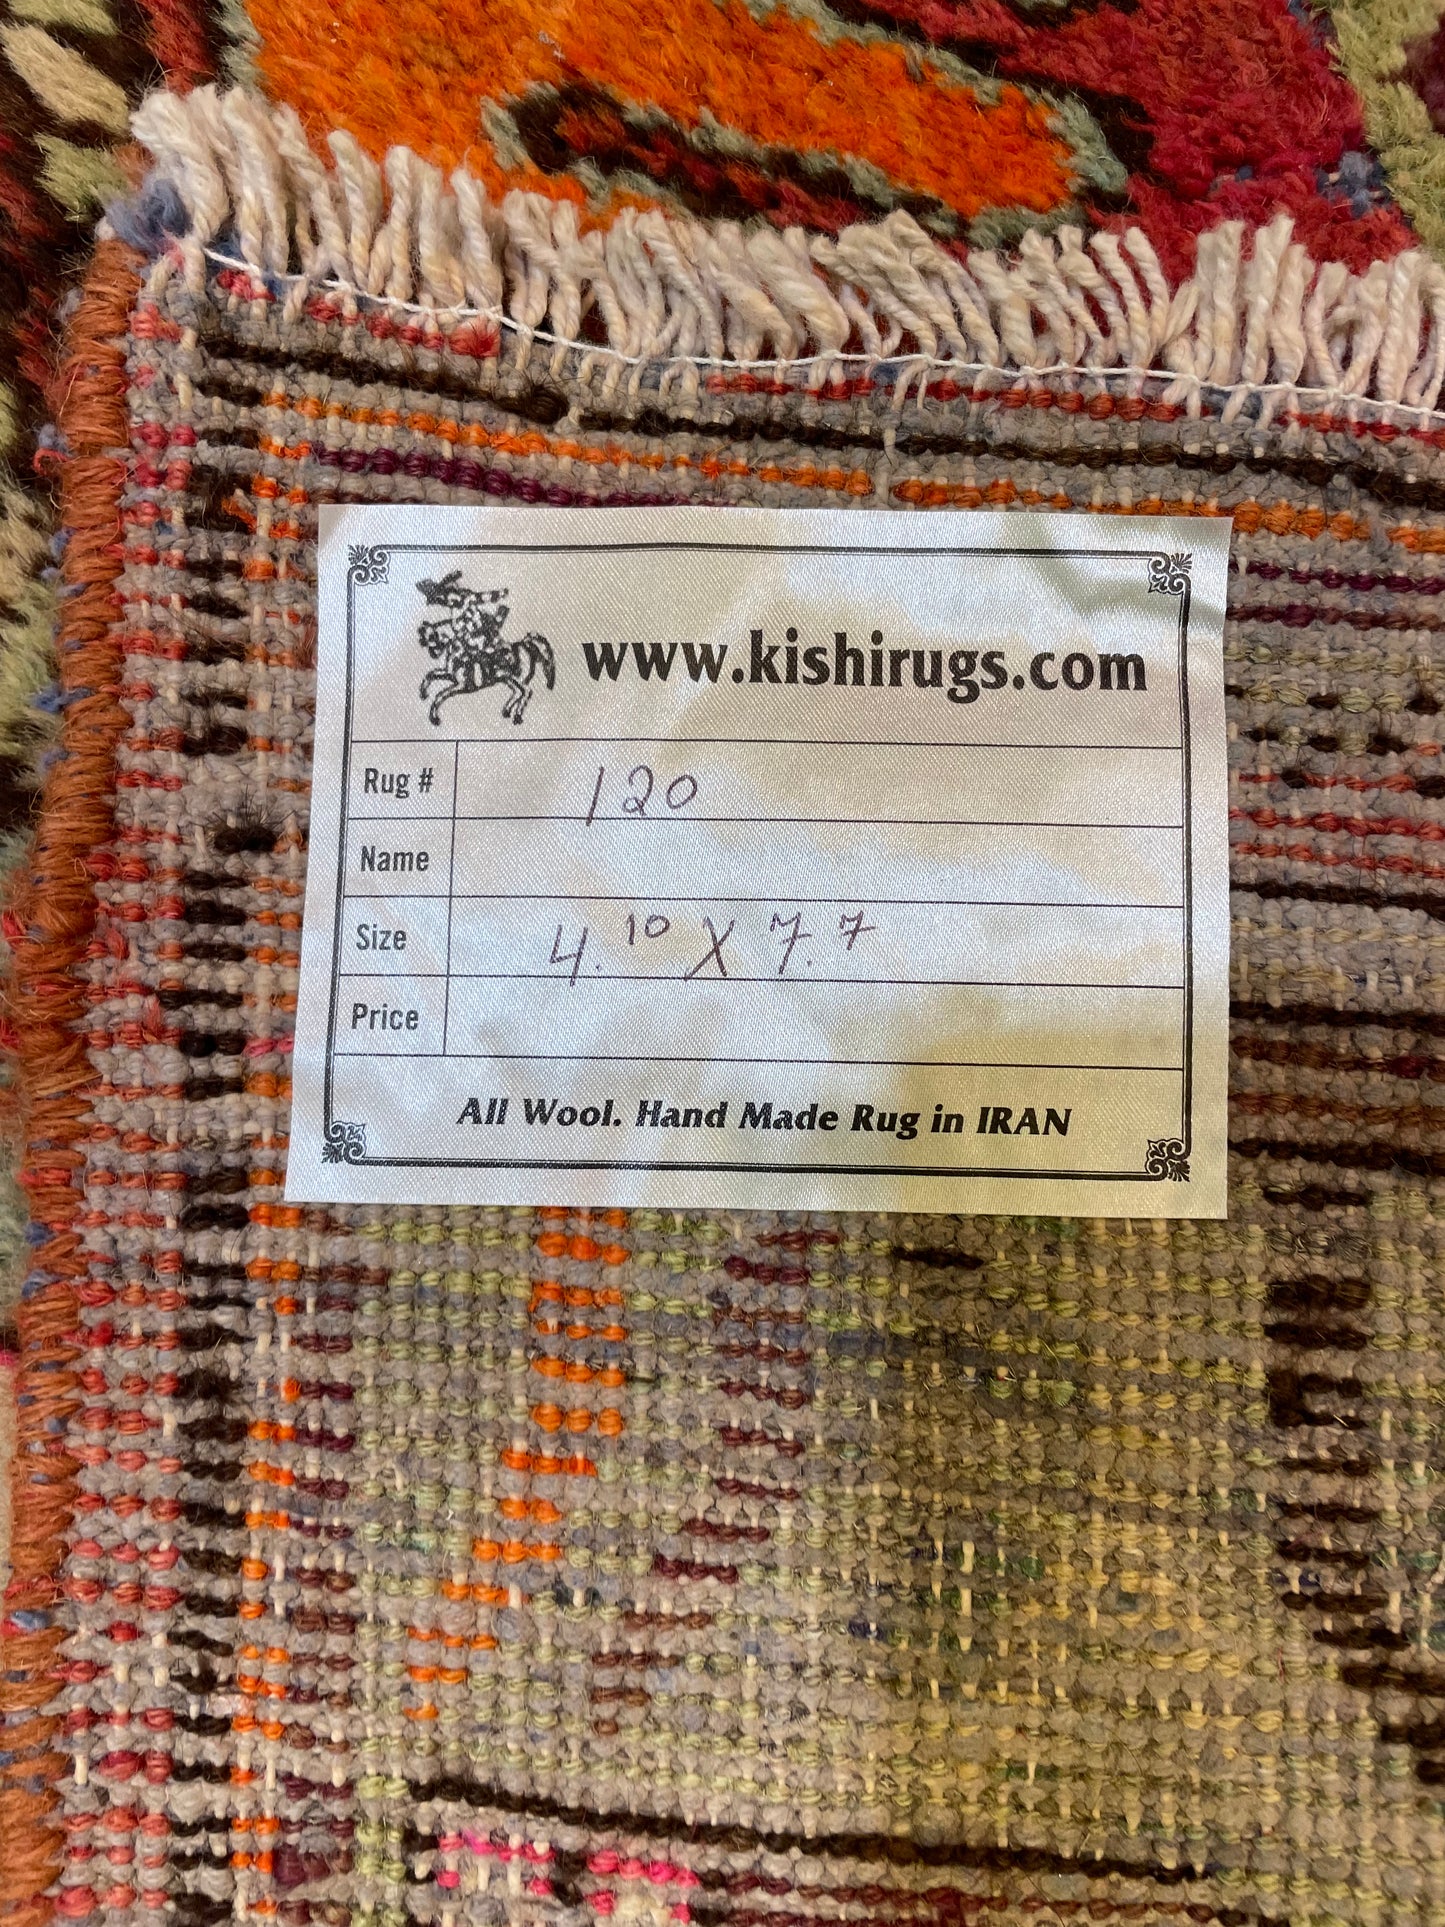 www.kishirugs.com
Rug # 120
Name
Size 4.10 X 7.7
Price
All Wool. Hand Made Rug in IRAN